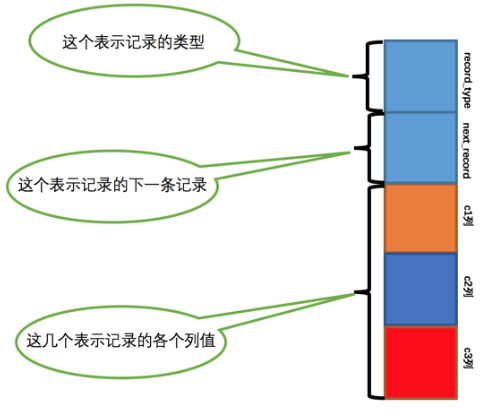 这个表示记录的类型
record_type
这个表示记录的下一条记录
next_record
c1列
c2列
这几个表示记录的各个列值
c3列